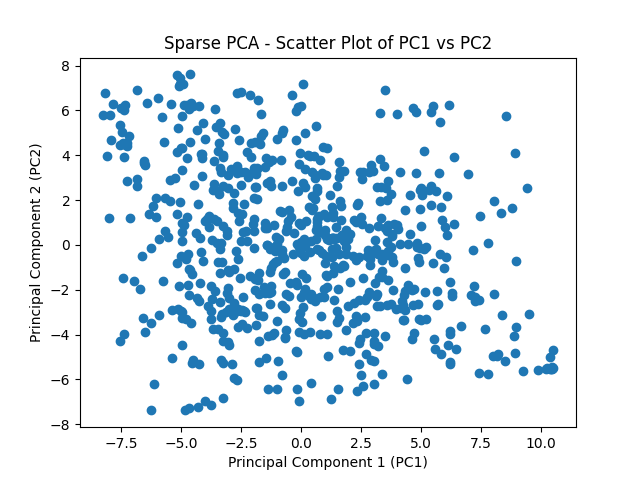 Sparse PCA - Scatter Plot of PC1 vs PC2
8
6
4
2
0
−2
−4
−6
−8
Principal Component 2 (PC2)
−7.5 −5.0 −2.5 0.0 2.5 5.0 7.5 10.0
Principal Component 1 (PC1)